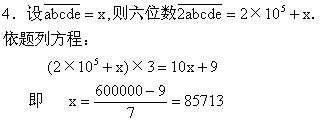 4．设abcde = x,则六位数2abcde = 2×10⁵+x.
依题列方程：
(2×10⁵+x)×3=10x+9
即 x=600000－9/7=85713